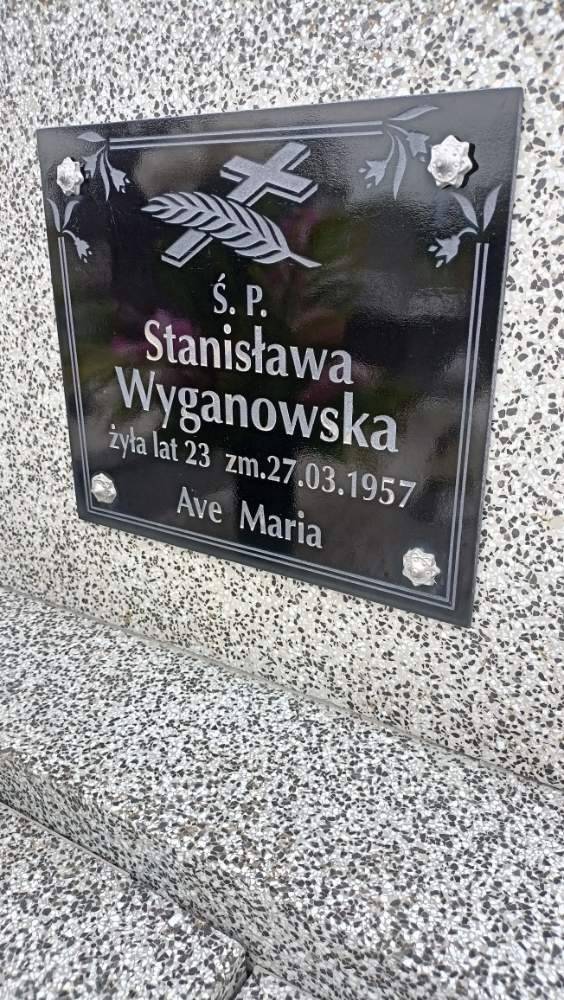 Ś. P.
Stanisława
Wyganowska
żyła lat 23 zm.27.03.1957
Ave Maria